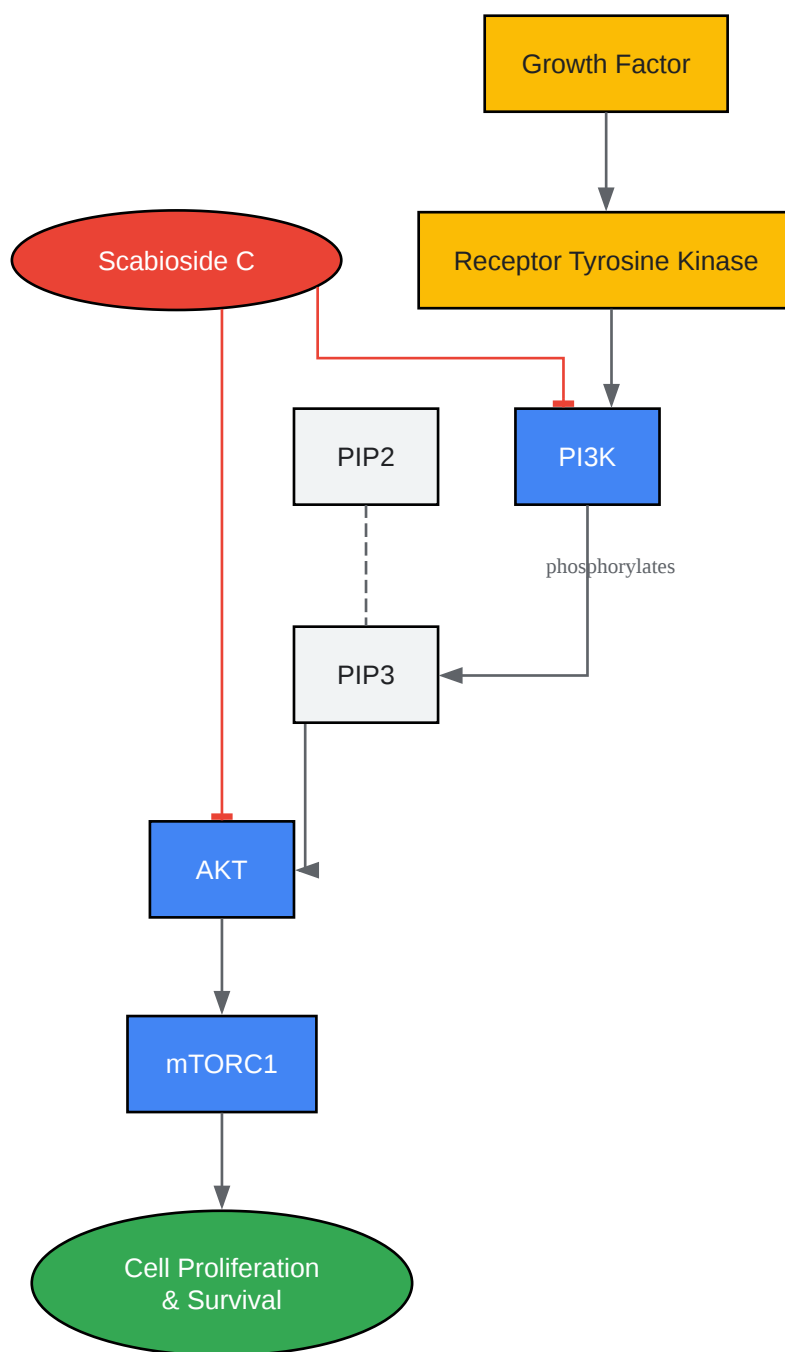 Growth Factor
Scabioside C
Receptor Tyrosine Kinase
PIP2
PI3K
phosphorylates
PIP3
AKT
mTORC1
Cell Proliferation
& Survival